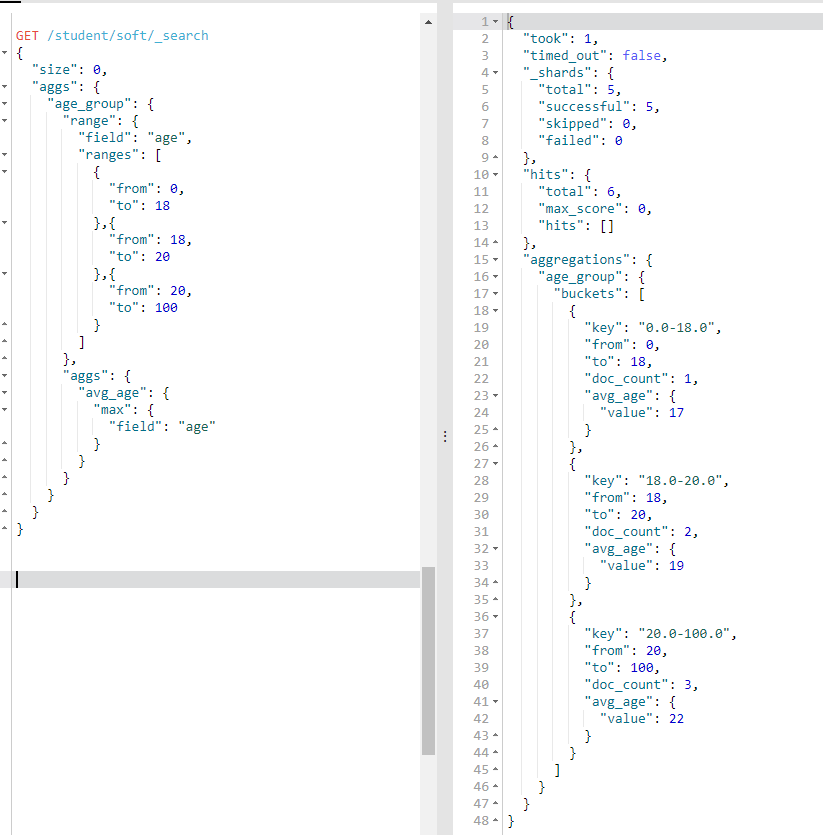 GET /student/soft/_search
{
  "size": 0,
  "aggs": {
    "age_group": {
      "range": {
        "field": "age",
        "ranges": [
          {
            "from": 0,
            "to": 18
          },{
            "from": 18,
            "to": 20
          },{
            "from": 20,
            "to": 100
          }
        ]
      },
      "aggs": {
        "avg_age": {
          "max": {
            "field": "age"
          }
        }
      }
    }
  }
}
1 {
2   "took": 1,
3   "timed_out": false,
4   "_shards": {
5     "total": 5,
6     "successful": 5,
7     "skipped": 0,
8     "failed": 0
9   },
10   "hits": {
11     "total": 6,
12     "max_score": 0,
13     "hits": []
14   },
15   "aggregations": {
16     "age_group": {
17       "buckets": [
18         {
19           "key": "0.0-18.0",
20           "from": 0,
21           "to": 18,
22           "doc_count": 1,
23           "avg_age": {
24             "value": 17
25           }
26         },
27         {
28           "key": "18.0-20.0",
29           "from": 18,
30           "to": 20,
31           "doc_count": 2,
32           "avg_age": {
33             "value": 19
34           }
35         },
36         {
37           "key": "20.0-100.0",
38           "from": 20,
39           "to": 100,
40           "doc_count": 3,
41           "avg_age": {
42             "value": 22
43           }
44         }
45       ]
46     }
47   }
48 }